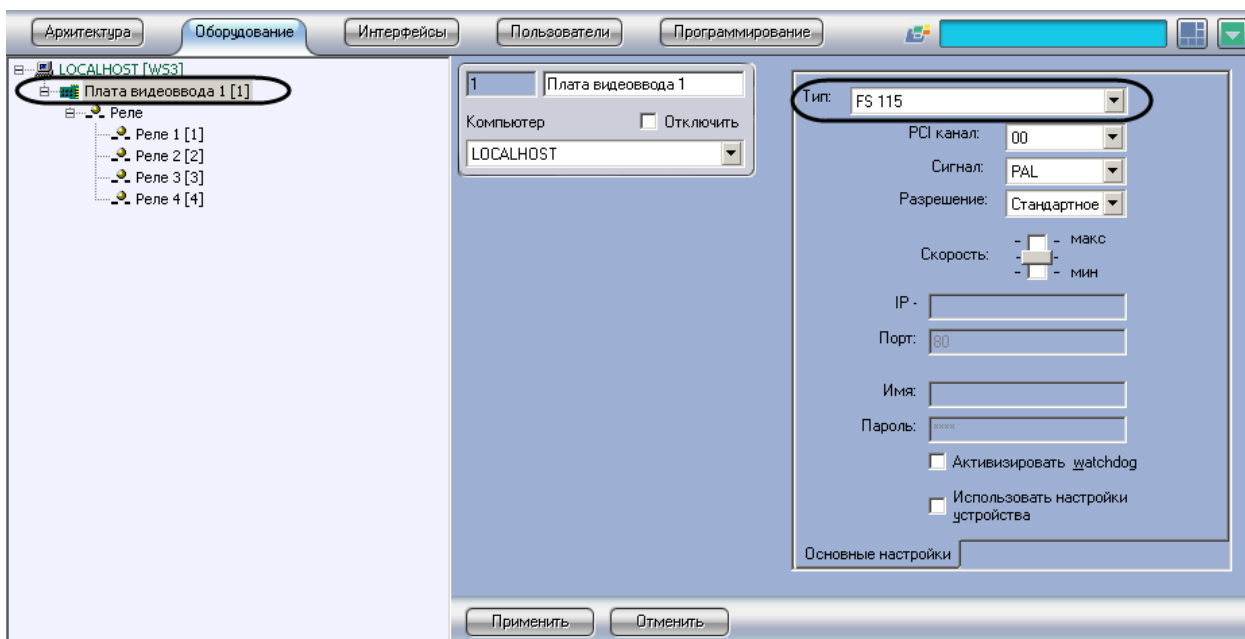 Архитектура Оборудование Интерфейсы Пользователи Программирование
LOCALHOST [WS3]
Плата видеоввода 1 [1]
Реле
Реле 1 [1]
Реле 2 [2]
Реле 3 [3]
Реле 4 [4]
1 Плата видеоввода 1
Компьютер Отключить
LOCALHOST
Тип: FS 115
PCI канал: 00
Сигнал: PAL
Разрешение: Стандартное
Скорость: макс
мин
IP -
Порт: 80
Имя:
Пароль: ****
Активизировать watchdog
Использовать настройки
устройства
Основные настройки
Применить Отменить